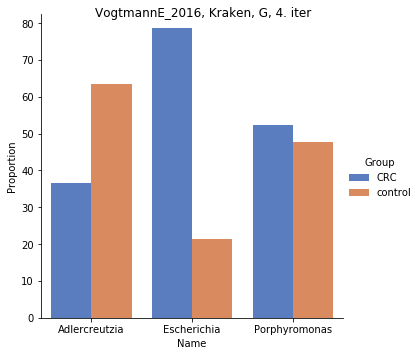 VogtmannE_2016, Kraken, G, 4. iter
80
70
60
50
40
30
20
10
0
Proportion
Adlercreutzia
Escherichia
Porphyromonas
Name
Group
CRC
control